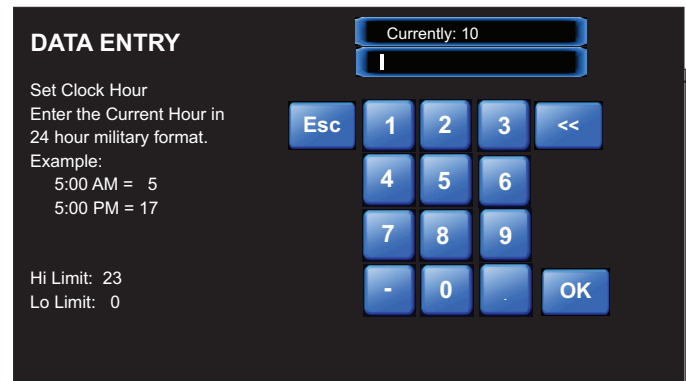 DATA ENTRY
Currently: 10
Set Clock Hour
Enter the Current Hour in
24 hour military format.
Example:
5:00 AM = 5
5:00 PM = 17
Hi Limit: 23
Lo Limit: 0
Esc 1 2 3 <<
4 5 6
7 8 9
- 0 . OK